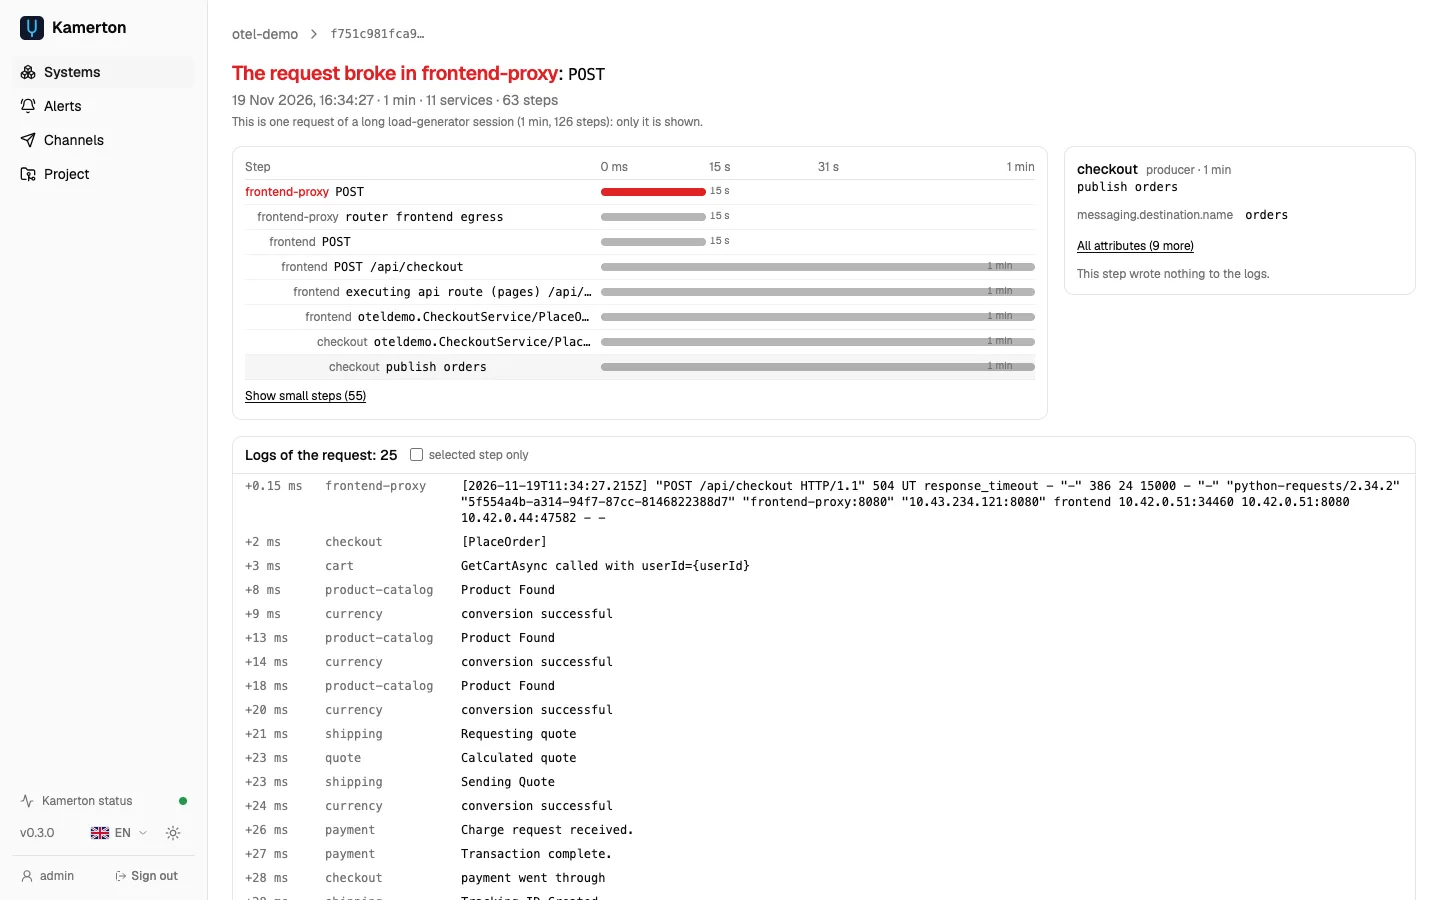 Kamerton
Systems
Alerts
Channels
Project
Kamerton status
v0.3.0
EN
admin
Sign out
otel-demo
f751c981fca9…
The request broke in frontend-proxy: POST
19 Nov 2026, 16:34:27 · 1 min · 11 services · 63 steps
This is one request of a long load-generator session (1 min, 126 steps): only it is shown.
Step 0 ms 15 s 31 s 1 min
frontend-proxy POST 15 s
frontend-proxy router frontend egress 15 s
frontend POST 15 s
frontend POST /api/checkout 1 min
frontend executing api route (pages) /api/… 1 min
frontend oteldemo.CheckoutService/PlaceO… 1 min
checkout oteldemo.CheckoutService/Plac… 1 min
checkout publish orders 1 min
Show small steps (55)
checkout producer · 1 min
publish orders
messaging.destination.name orders
All attributes (9 more)
This step wrote nothing to the logs.
Logs of the request: 25 selected step only
+0.15 ms frontend-proxy [2026-11-19T11:34:27.215Z] "POST /api/checkout HTTP/1.1" 504 UT response_timeout - "-" 386 24 15000 - "-" "python-requests/2.34.2"
"5f554a4b-a314-94f7-87cc-8146822388d7" "frontend-proxy:8080" "10.43.234.121:8080" frontend 10.42.0.51:34460 10.42.0.51:8080
10.42.0.44:47582 - -
+2 ms checkout [PlaceOrder]
+3 ms cart GetCartAsync called with userId={userId}
+8 ms product-catalog Product Found
+9 ms currency conversion successful
+13 ms product-catalog Product Found
+14 ms currency conversion successful
+18 ms product-catalog Product Found
+20 ms currency conversion successful
+21 ms shipping Requesting quote
+23 ms quote Calculated quote
+23 ms shipping Sending Quote
+24 ms currency conversion successful
+26 ms payment Charge request received.
+27 ms payment Transaction complete.
+28 ms checkout payment went through